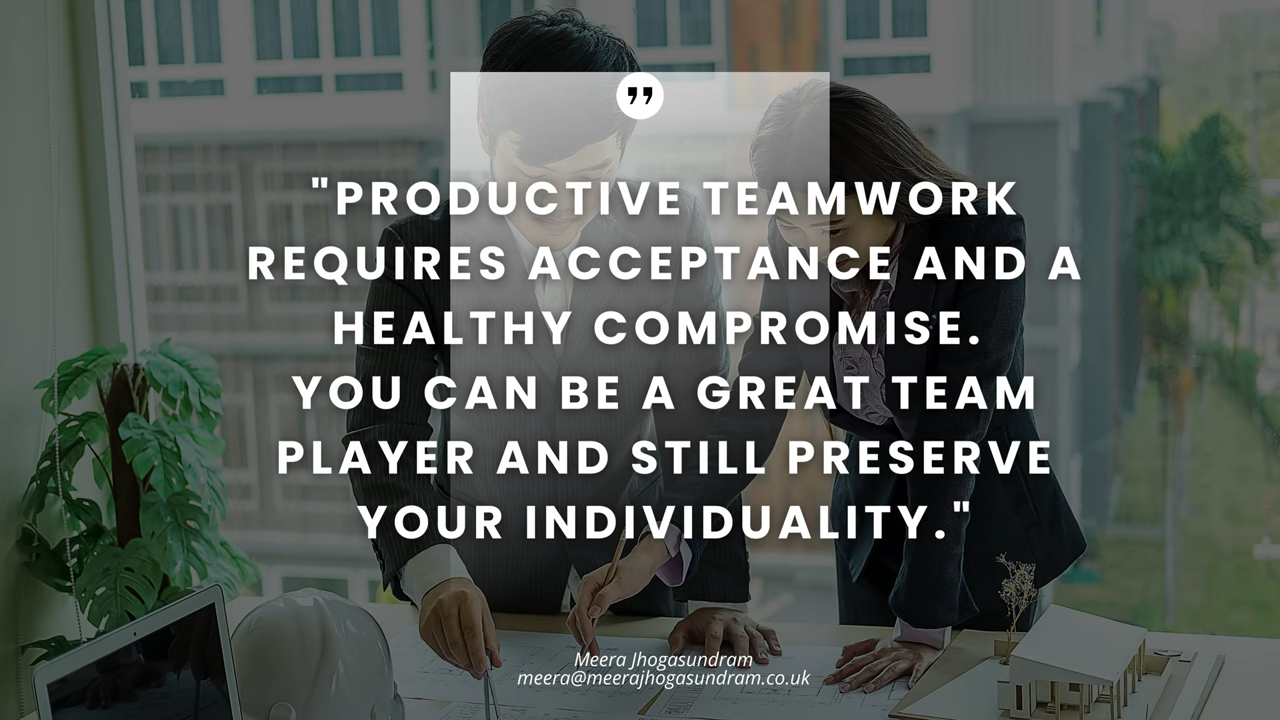 "PRODUCTIVE TEAMWORK
REQUIRES ACCEPTANCE AND A
HEALTHY COMPROMISE.
YOU CAN BE A GREAT TEAM
PLAYER AND STILL PRESERVE
YOUR INDIVIDUALITY."
Meera Jhogasundram
meera@meerajhogasundram.co.uk